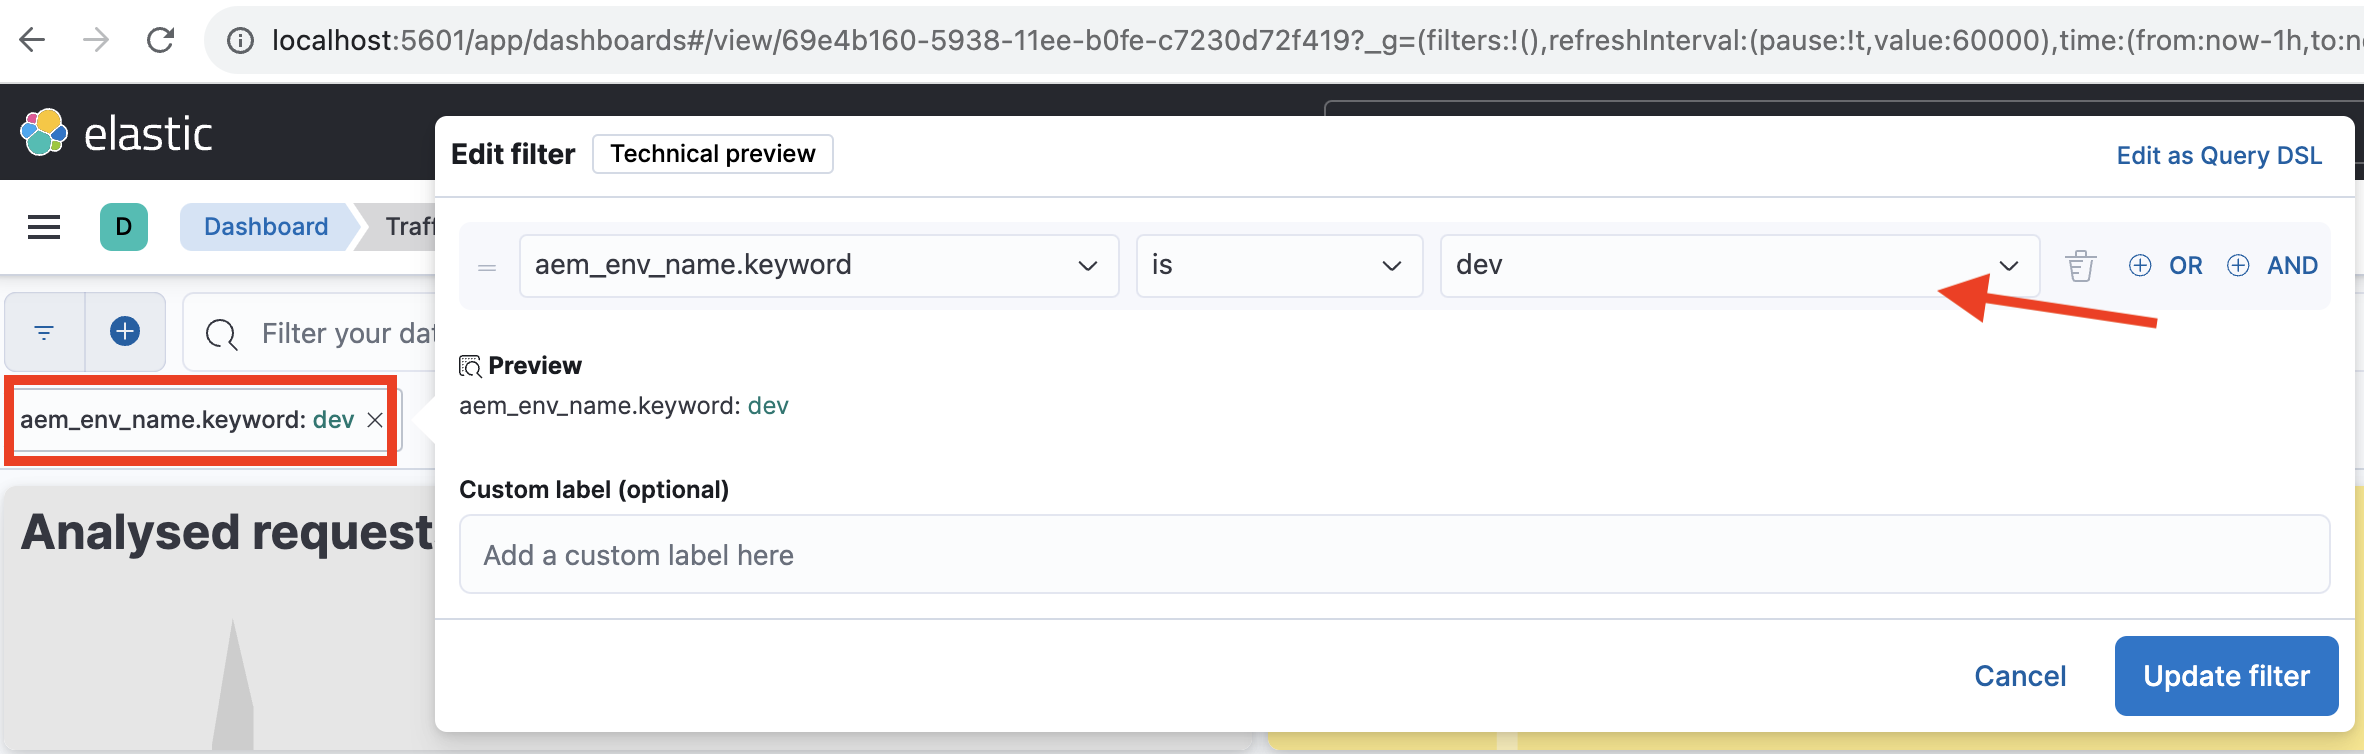 localhost:5601/app/dashboards#/view/69e4b160-5938-11ee-b0fe-c7230d72f419?_g=(filters:!(),refreshInterval:(pause:!t,value:60000),time:(from:now-1h,to:n
elastic
Edit filter Technical preview Edit as Query DSL
D Dashboard Traff
aem_env_name.keyword is dev OR AND
Filter your dat
Preview
aem_env_name.keyword: dev
aem_env_name.keyword: dev
Custom label (optional)
Analysed request
Add a custom label here
Cancel Update filter